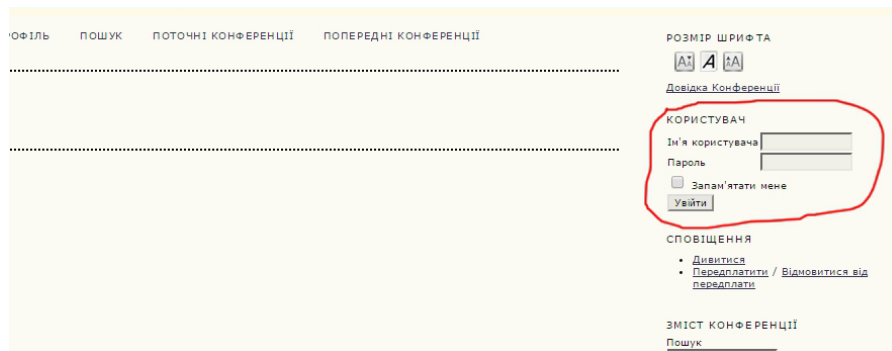 ПОШУК ПОТОЧНІ КОНФЕРЕНЦІЇ ПОПЕРЕДНІ КОНФЕРЕНЦІЇ
РОЗМІР ШРИФТА
Довідка Конференції
КОРИСТУВАЧ
Ім'я користувача
Пароль
Запам'ятати мене
Увійти
СПОВІЩЕННЯ
Дивитися
Передплатити / Відмовитися від
передплати
ЗМІСТ КОНФЕРЕНЦІЇ
Пошук